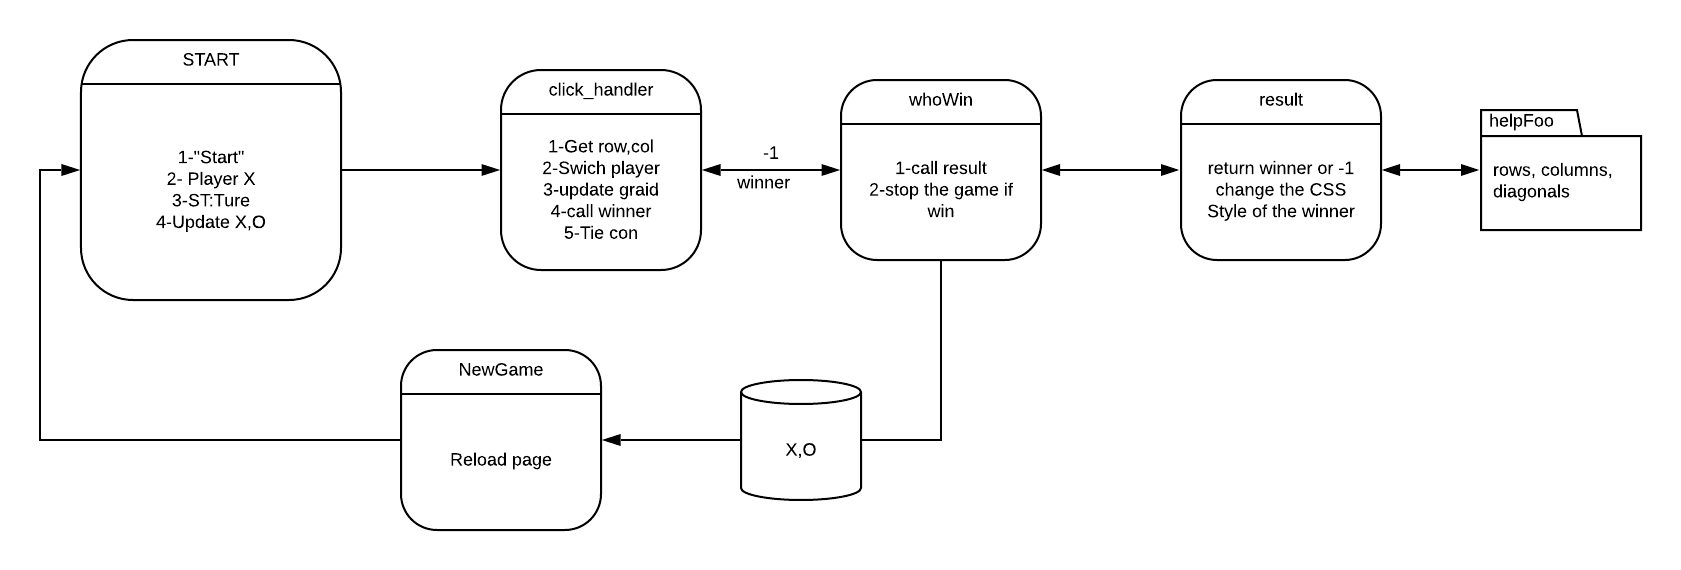 START
1-"Start"
2- Player X
3-ST:Ture
4-Update X,O
click_handler
1-Get row,col
2-Swich player
3-update graid
4-call winner
5-Tie con
-1
winner
whoWin
1-call result
2-stop the game if
win
result
return winner or -1
change the CSS
Style of the winner
helpFoo
rows, columns,
diagonals
NewGame
Reload page
X,O